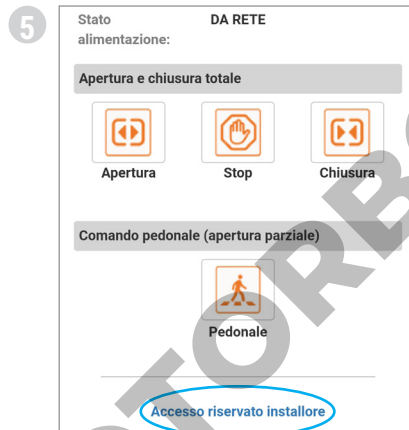 5
Stato DA RETE
alimentazione:
Apertura e chiusura totale
Apertura Stop Chiusura
Comando pedonale (apertura parziale)
Pedonale
Accesso riservato installore